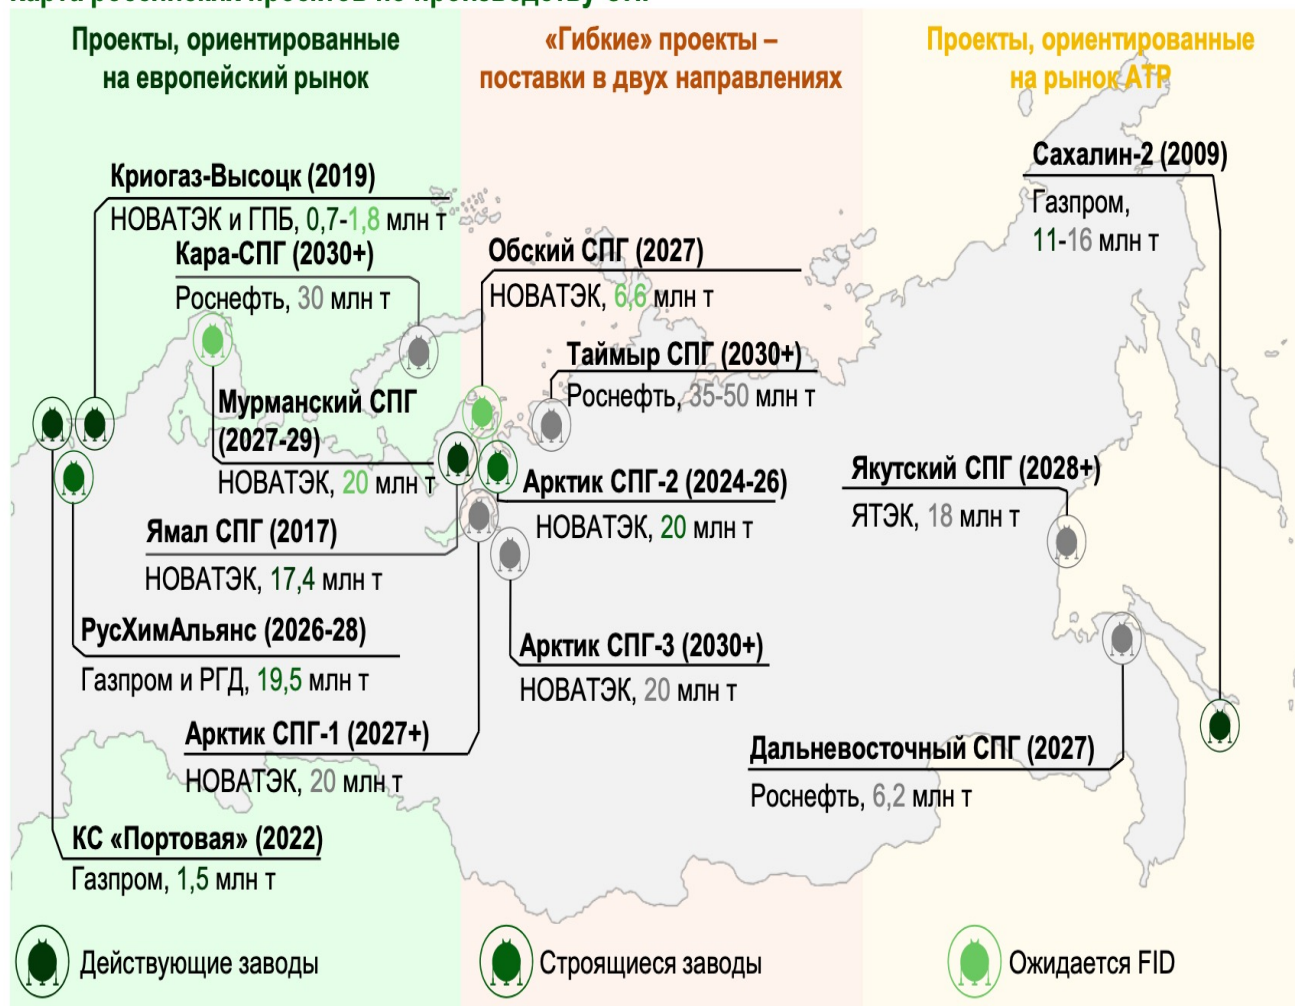 Карта российских проектов по производству СПГ
Проекты, ориентированные
на европейский рынок
«Гибкие» проекты –
поставки в двух направлениях
Проекты, ориентированные
на рынок АТР
Криогаз-Высоцк (2019)
НОВАТЭК и ГПБ, 0,7-1,8 млн т
Кара-СПГ (2030+)
Роснефть, 30 млн т
Обский СПГ (2027)
НОВАТЭК, 6,6 млн т
Сахалин-2 (2009)
Газпром,
11-16 млн т
Таймыр СПГ (2030+)
Роснефть, 35-50 млн т
Мурманский СПГ
(2027-29)
НОВАТЭК, 20 млн т
Арктик СПГ-2 (2024-26)
НОВАТЭК, 20 млн т
Якутский СПГ (2028+)
ЯТЭК, 18 млн т
Ямал СПГ (2017)
НОВАТЭК, 17,4 млн т
РусХимАльянс (2026-28)
Газпром и РГД, 19,5 млн т
Арктик СПГ-3 (2030+)
НОВАТЭК, 20 млн т
Арктик СПГ-1 (2027+)
НОВАТЭК, 20 млн т
Дальневосточный СПГ (2027)
Роснефть, 6,2 млн т
КС «Портовая» (2022)
Газпром, 1,5 млн т
Действующие заводы
Строящиеся заводы
Ожидается FID